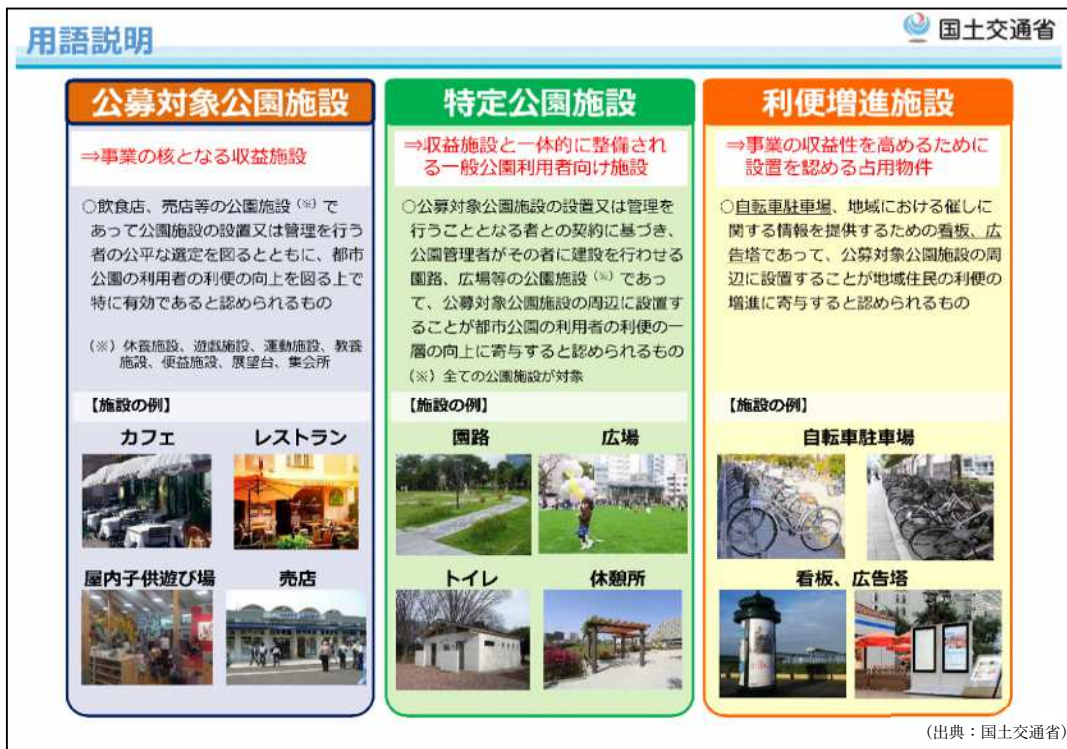 用語説明
国土交通省
公募対象公園施設
⇒事業の核となる収益施設
○飲食店、売店等の公園施設（※）で
あって公園施設の設置又は管理を行う
者の公平な選定を図るとともに、都市
公園の利用者の利便の向上を図る上で
特に有効であると認められるもの
（※）休養施設、遊戯施設、運動施設、教養
施設、便益施設、展望台、集会所
【施設の例】
カフェ
レストラン
屋内子供遊び場
売店
特定公園施設
⇒収益施設と一体的に整備され
る一般公園利用者向け施設
○公募対象公園施設の設置又は管理を
行うこととなる者との契約に基づき、
公園管理者がその者に建設を行わせる
園路、広場等の公園施設（※）であっ
て、公募対象公園施設の周辺に設置す
ることが都市公園の利用者の利便の一
層の向上に寄与すると認められるもの
（※）全ての公園施設が対象
【施設の例】
園路
広場
トイレ
休憩所
利便増進施設
⇒事業の収益性を高めるために
設置を認める占用物件
○自転車駐車場、地域における催しに
関する情報を提供するための看板、広
告塔であって、公募対象公園施設の周
辺に設置することが地域住民の利便の
増進に寄与すると認められるもの
【施設の例】
自転車駐車場
看板、広告塔
(出典：国土交通省)